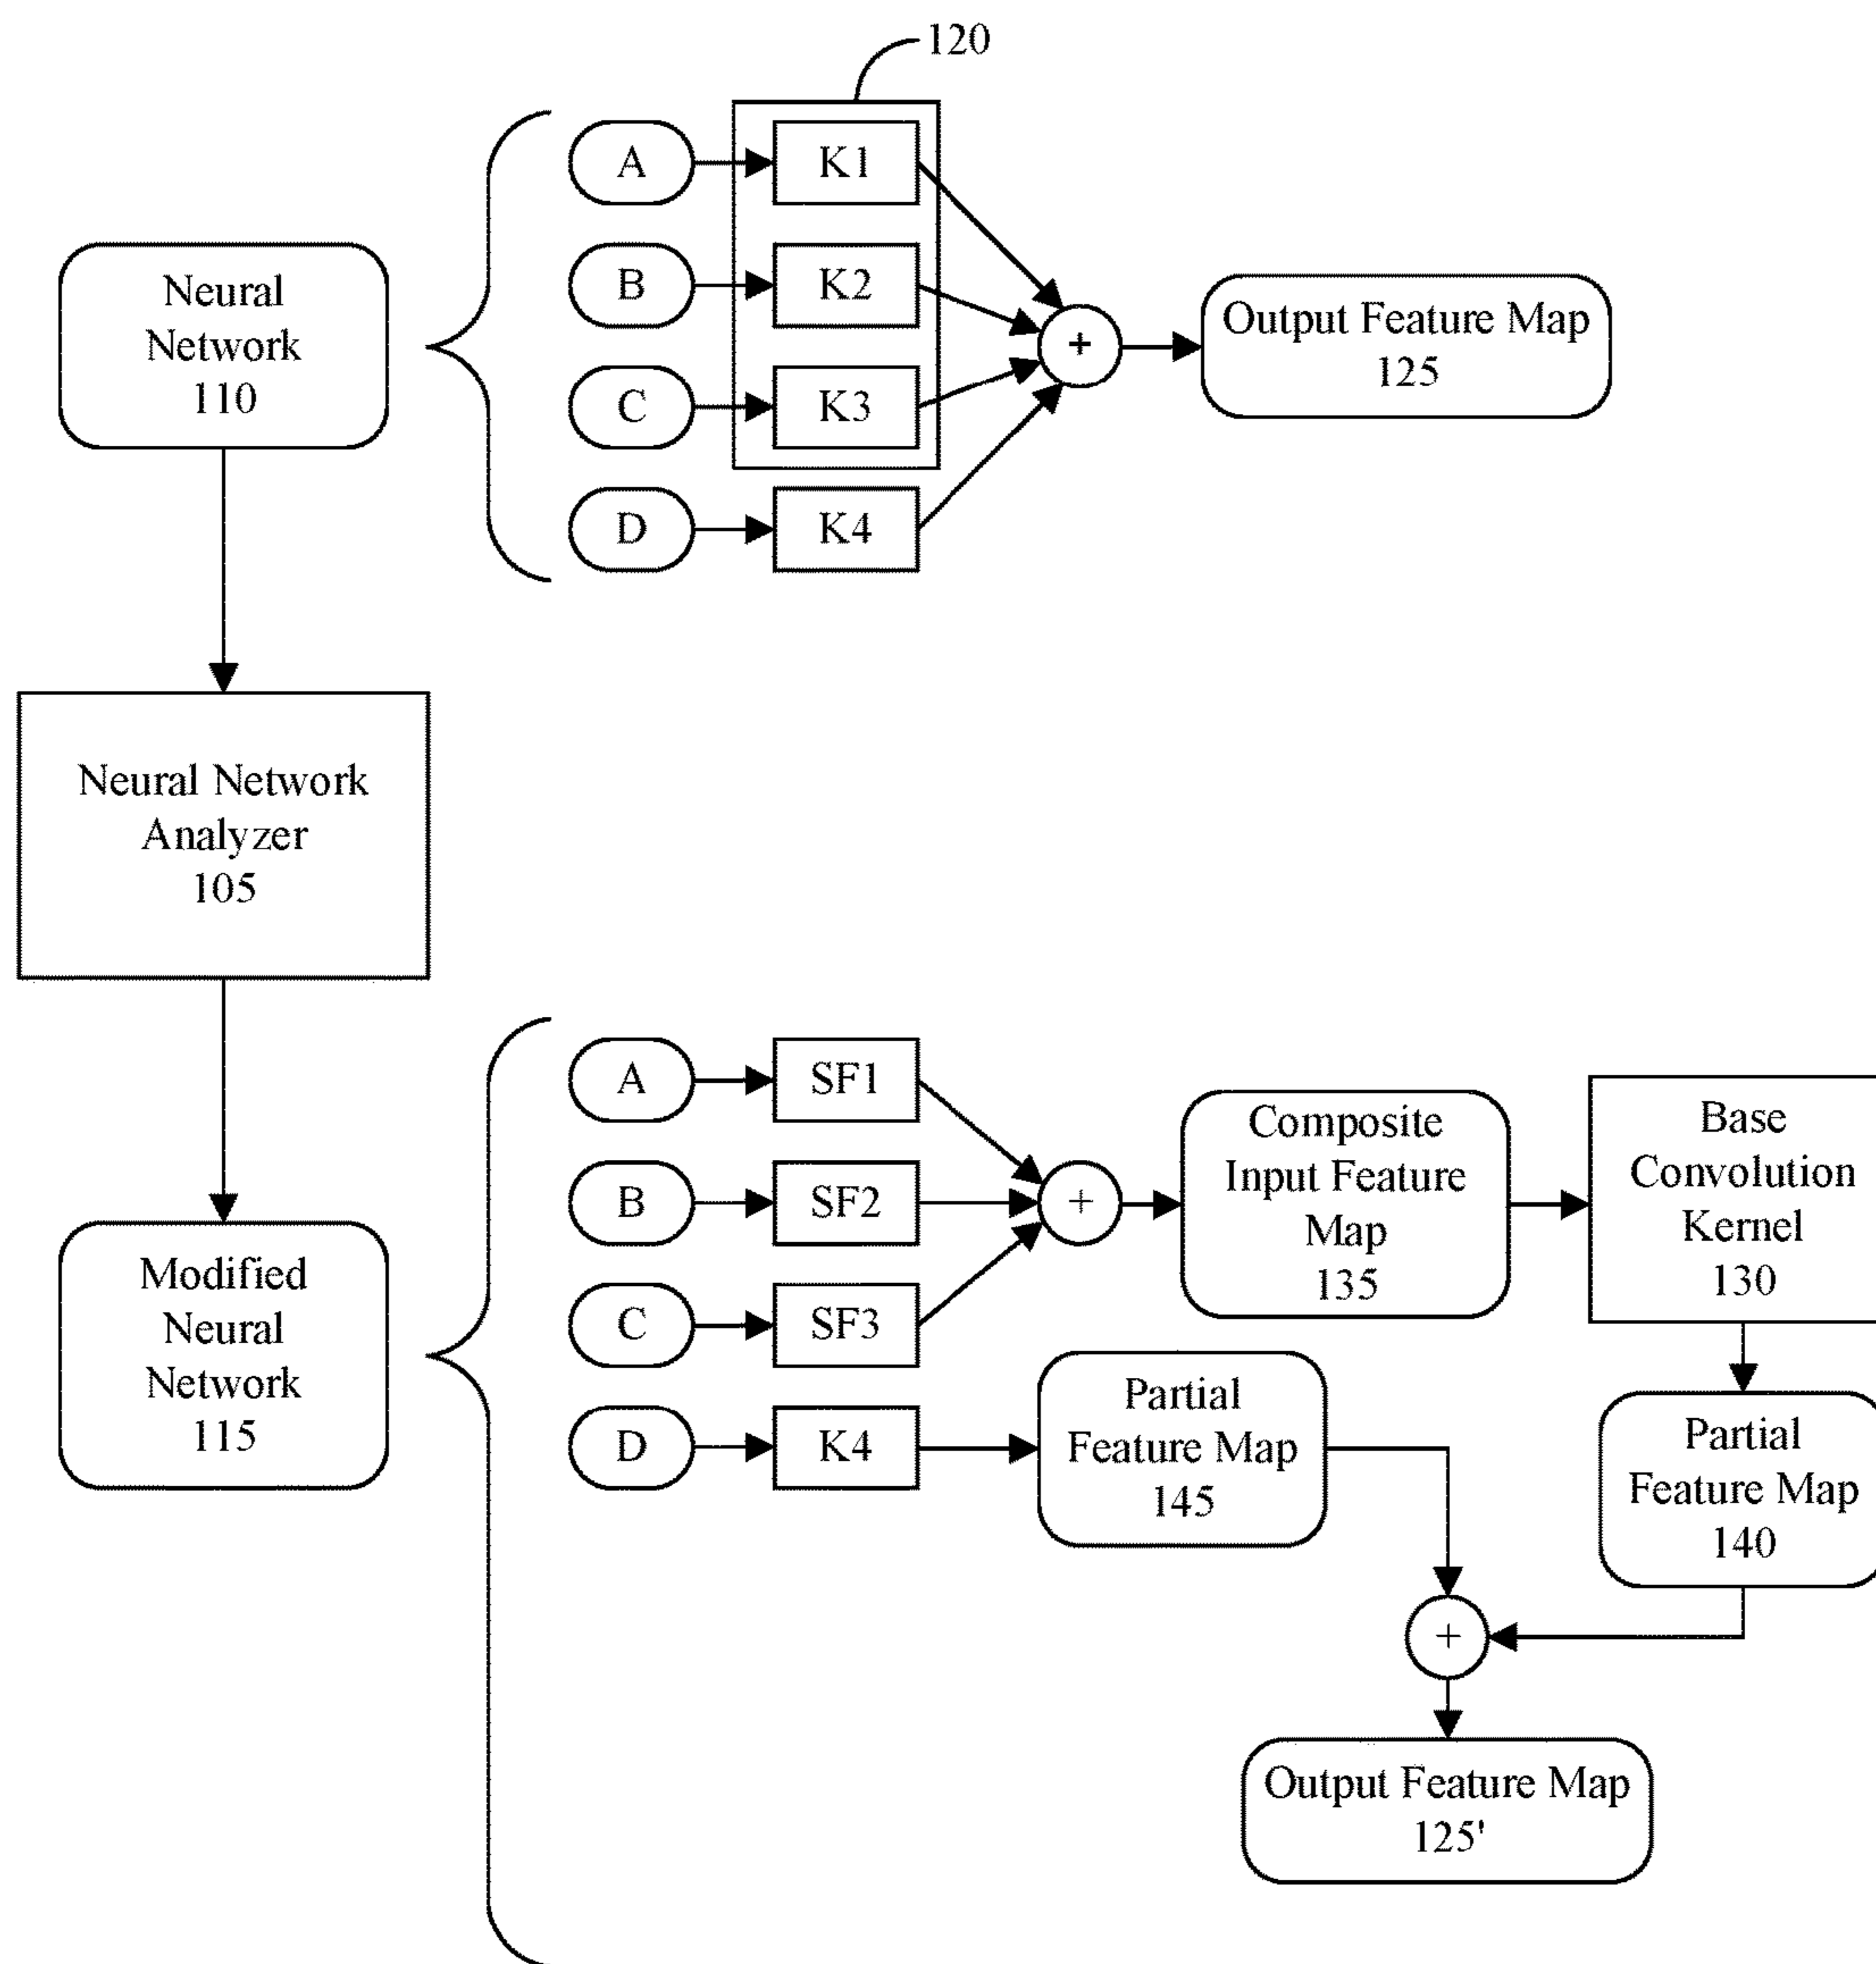 120
A
K1
B
K2
C
K3
D
K4
+
Output Feature Map
125
Neural
Network
110
Neural Network
Analyzer
105
Modified
Neural
Network
115
A
SF1
B
SF2
C
SF3
D
K4
+
Composite
Input Feature
Map
135
Base
Convolution
Kernel
130
Partial
Feature Map
145
Partial
Feature Map
140
+
Output Feature Map
125'